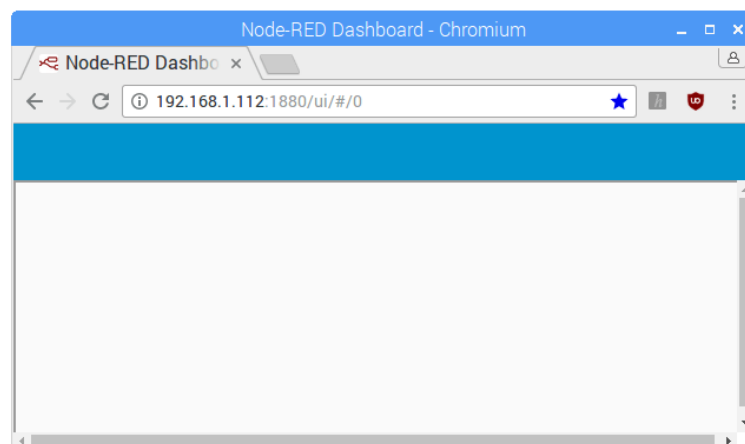 Node-RED Dashboard - Chromium
Node-RED Dashbo
192.168.1.112:1880/ui/#/0